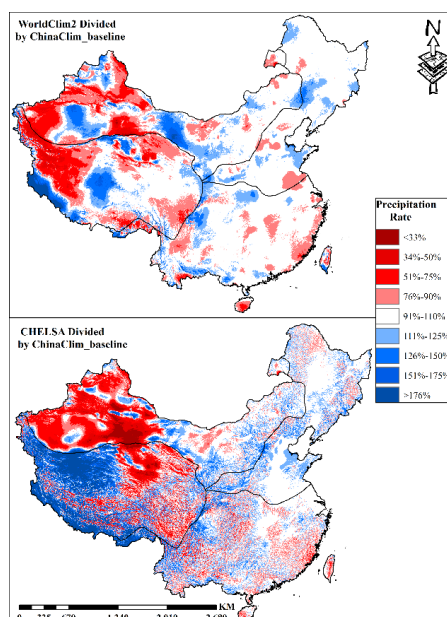 WorldClim2 Divided
by ChinaClim_baseline
N
Precipitation
Rate
<33%
34%-50%
51%-75%
76%-90%
91%-110%
111%-125%
126%-150%
151%-175%
>176%
CHELSA Divided
by ChinaClim_baseline
KM